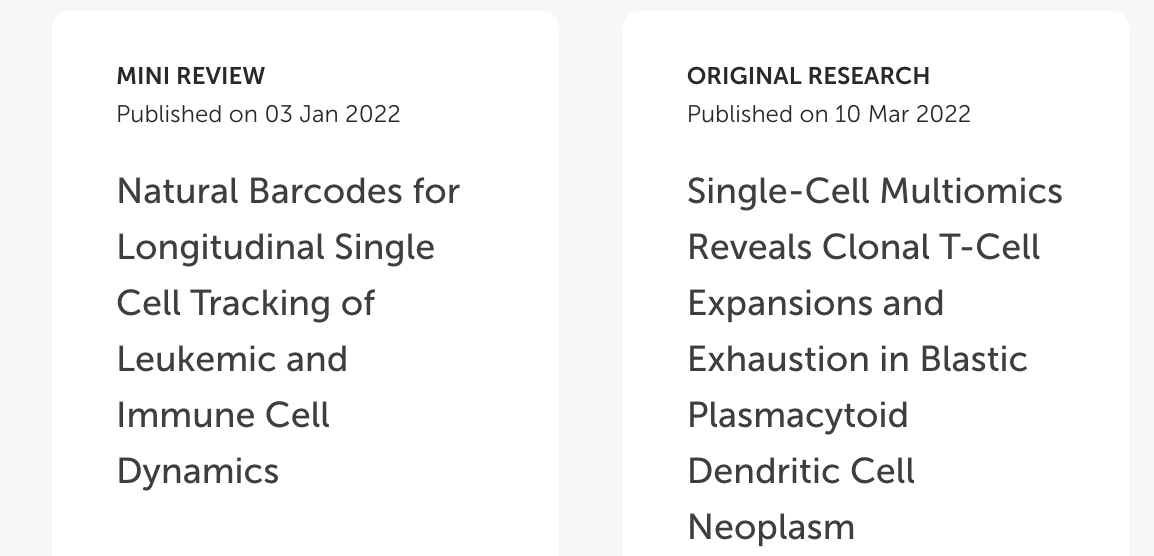 MINI REVIEW
Published on 03 Jan 2022
Natural Barcodes for
Longitudinal Single
Cell Tracking of
Leukemic and
Immune Cell
Dynamics
ORIGINAL RESEARCH
Published on 10 Mar 2022
Single-Cell Multiomics
Reveals Clonal T-Cell
Expansions and
Exhaustion in Blastic
Plasmacytoid
Dendritic Cell
Neoplasm